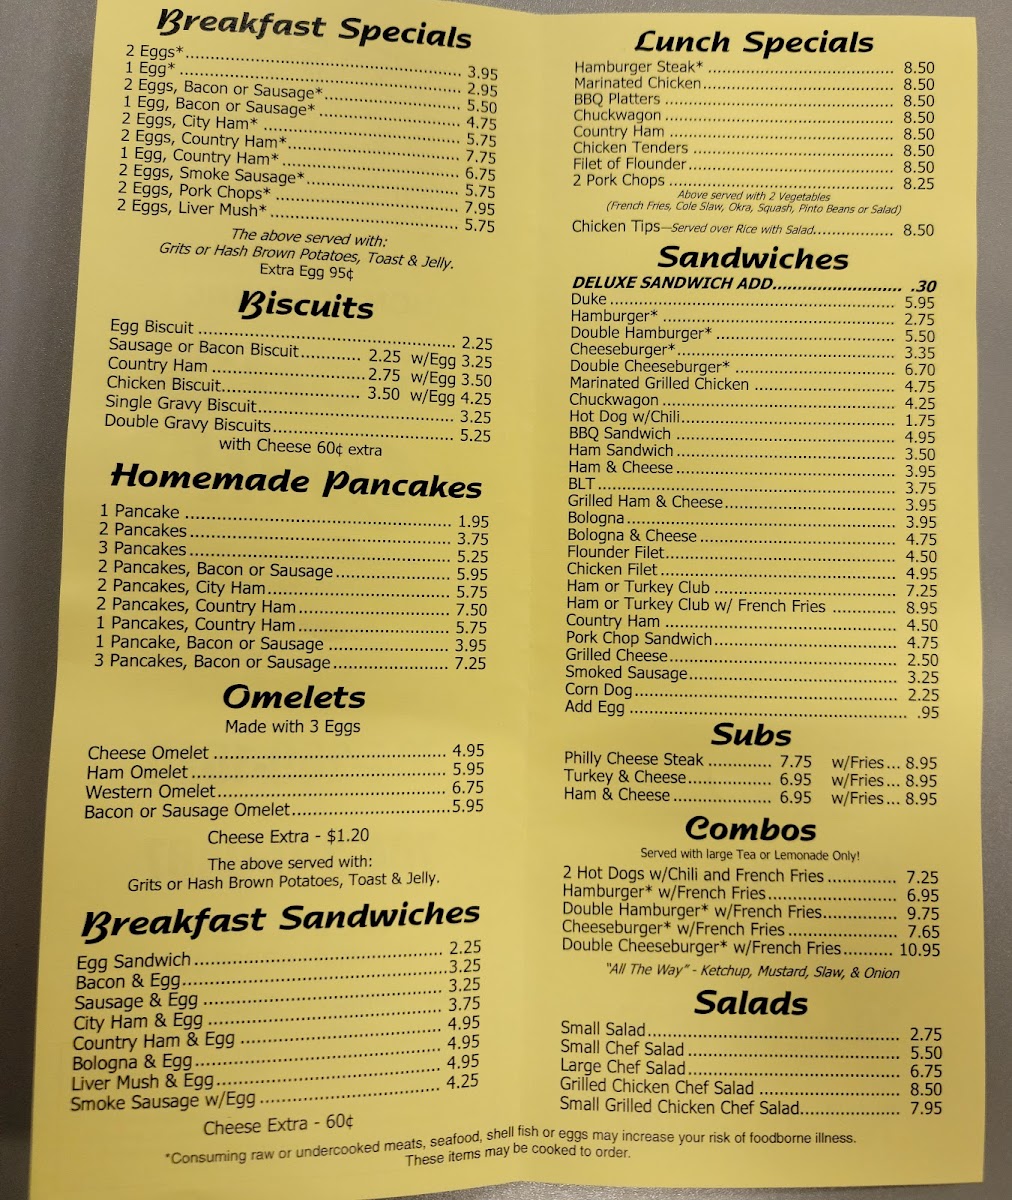 Breakfast Specials
2 Eggs* 3.95
1 Egg* 2.95
2 Eggs, Bacon or Sausage* 5.50
1 Egg, Bacon or Sausage* 4.75
2 Eggs, City Ham* 5.75
2 Eggs, Country Ham* 7.75
1 Egg, Country Ham* 6.75
2 Eggs, Smoke Sausage* 5.75
2 Eggs, Pork Chops* 7.95
2 Eggs, Liver Mush* 5.75
The above served with:
Grits or Hash Brown Potatoes, Toast & Jelly.
Extra Egg 95¢
Biscuits
Egg Biscuit 2.25
Sausage or Bacon Biscuit 2.25 w/Egg 3.25
Country Ham 2.75 w/Egg 3.50
Chicken Biscuit 3.50 w/Egg 4.25
Single Gravy Biscuit 3.25
Double Gravy Biscuits 5.25
with Cheese 60¢ extra
Homemade Pancakes
1 Pancake 1.95
2 Pancakes 3.75
3 Pancakes 5.25
2 Pancakes, Bacon or Sausage 5.95
2 Pancakes, City Ham 5.75
2 Pancakes, Country Ham 7.50
1 Pancakes, Country Ham 5.75
1 Pancake, Bacon or Sausage 3.95
3 Pancakes, Bacon or Sausage 7.25
Omelets
Made with 3 Eggs
Cheese Omelet 4.95
Ham Omelet 5.95
Western Omelet 6.75
Bacon or Sausage Omelet 5.95
Cheese Extra - $1.20
The above served with:
Grits or Hash Brown Potatoes, Toast & Jelly.
Breakfast Sandwiches
Egg Sandwich 2.25
Bacon & Egg 3.25
Sausage & Egg 3.25
City Ham & Egg 3.75
Country Ham & Egg 4.95
Bologna & Egg 4.95
Liver Mush & Egg 4.95
Smoke Sausage w/Egg 4.25
Cheese Extra - 60¢
Lunch Specials
Hamburger Steak* 8.50
Marinated Chicken 8.50
BBQ Platters 8.50
Chuckwagon 8.50
Country Ham 8.50
Chicken Tenders 8.50
Filet of Flounder 8.50
2 Pork Chops 8.25
Above served with 2 Vegetables
(French Fries, Cole Slaw, Okra, Squash, Pinto Beans or Salad)
Chicken Tips—Served over Rice with Salad 8.50
Sandwiches
DELUXE SANDWICH ADD .30
Duke 5.95
Hamburger* 2.75
Double Hamburger* 5.50
Cheeseburger* 3.35
Double Cheeseburger* 6.70
Marinated Grilled Chicken 4.75
Chuckwagon 4.25
Hot Dog w/Chili 1.75
BBQ Sandwich 4.95
Ham Sandwich 3.50
Ham & Cheese 3.95
BLT 3.75
Grilled Ham & Cheese 3.95
Bologna 3.95
Bologna & Cheese 4.75
Flounder Filet 4.50
Chicken Filet 4.95
Ham or Turkey Club 7.25
Ham or Turkey Club w/ French Fries 8.95
Country Ham 4.50
Pork Chop Sandwich 4.75
Grilled Cheese 2.50
Smoked Sausage 3.25
Corn Dog 2.25
Add Egg .95
Subs
Philly Cheese Steak 7.75 w/Fries... 8.95
Turkey & Cheese 6.95 w/Fries... 8.95
Ham & Cheese 6.95 w/Fries... 8.95
Combos
Served with large Tea or Lemonade Only!
2 Hot Dogs w/Chili and French Fries 7.25
Hamburger* w/French Fries 6.95
Double Hamburger* w/French Fries 9.75
Cheeseburger* w/French Fries 7.65
Double Cheeseburger* w/French Fries 10.95
"All The Way" - Ketchup, Mustard, Slaw, & Onion
Salads
Small Salad 2.75
Small Chef Salad 5.50
Large Chef Salad 6.75
Grilled Chicken Chef Salad 8.50
Small Grilled Chicken Chef Salad 7.95
*Consuming raw or undercooked meats, seafood, shell fish or eggs may increase your risk of foodborne illness.
These items may be cooked to order.